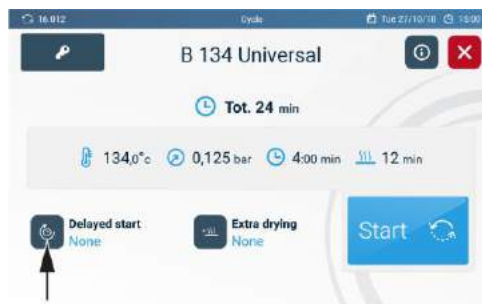 16.012 Cycle Tue 27/10/10 15:00
B 134 Universal
Tot. 24 min
134,0°c 0,125 bar 4:00 min 12 min
Delayed start
None
Extra drying
None
Start